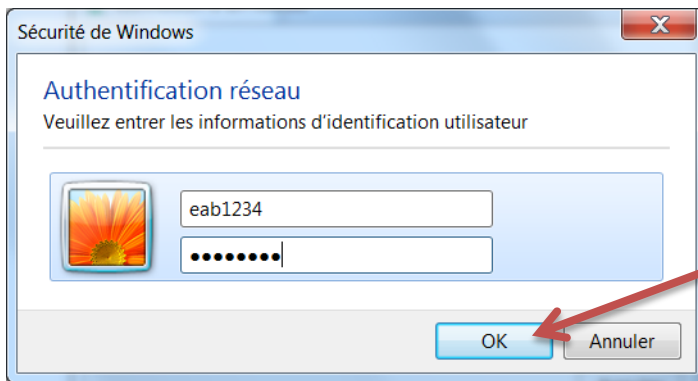 Sécurité de Windows
Authentification réseau
Veuillez entrer les informations d'identification utilisateur
eab1234
●●●●●●●●
OK Annuler